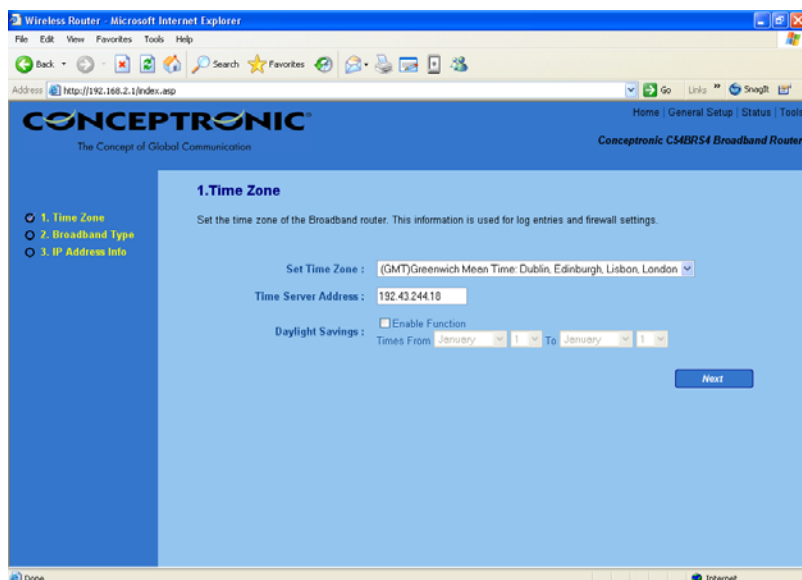 Wireless Router - Microsoft Internet Explorer
File Edit View Favorites Tools Help
Back Search Favorites
Address http://192.168.2.1/index.asp Go Links » SnagIt
CONCEPTRONIC®
The Concept of Global Communication
Home | General Setup | Status | Tools
Conceptronic C54BRS4 Broadband Router
1. Time Zone
2. Broadband Type
3. IP Address Info
1.Time Zone
Set the time zone of the Broadband router. This information is used for log entries and firewall settings.
Set Time Zone : (GMT)Greenwich Mean Time: Dublin, Edinburgh, Lisbon, London
Time Server Address : 192.43.244.18
Daylight Savings : Enable Function
Times From January 1 To January 1
Next
Done Internet